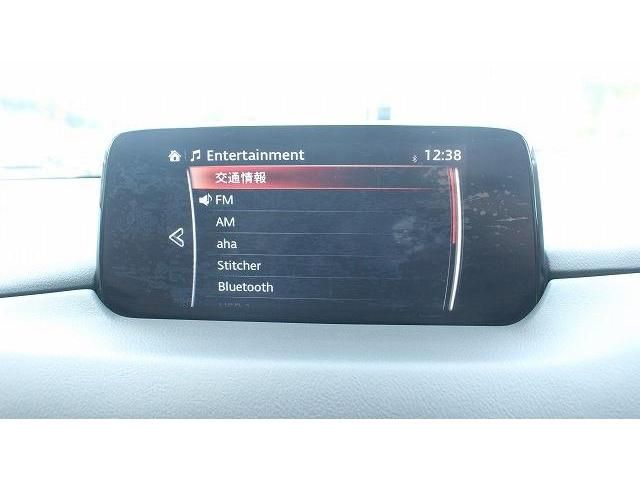 Entertainment 12:38
交通情報
FM
AM
aha
Stitcher
Bluetooth